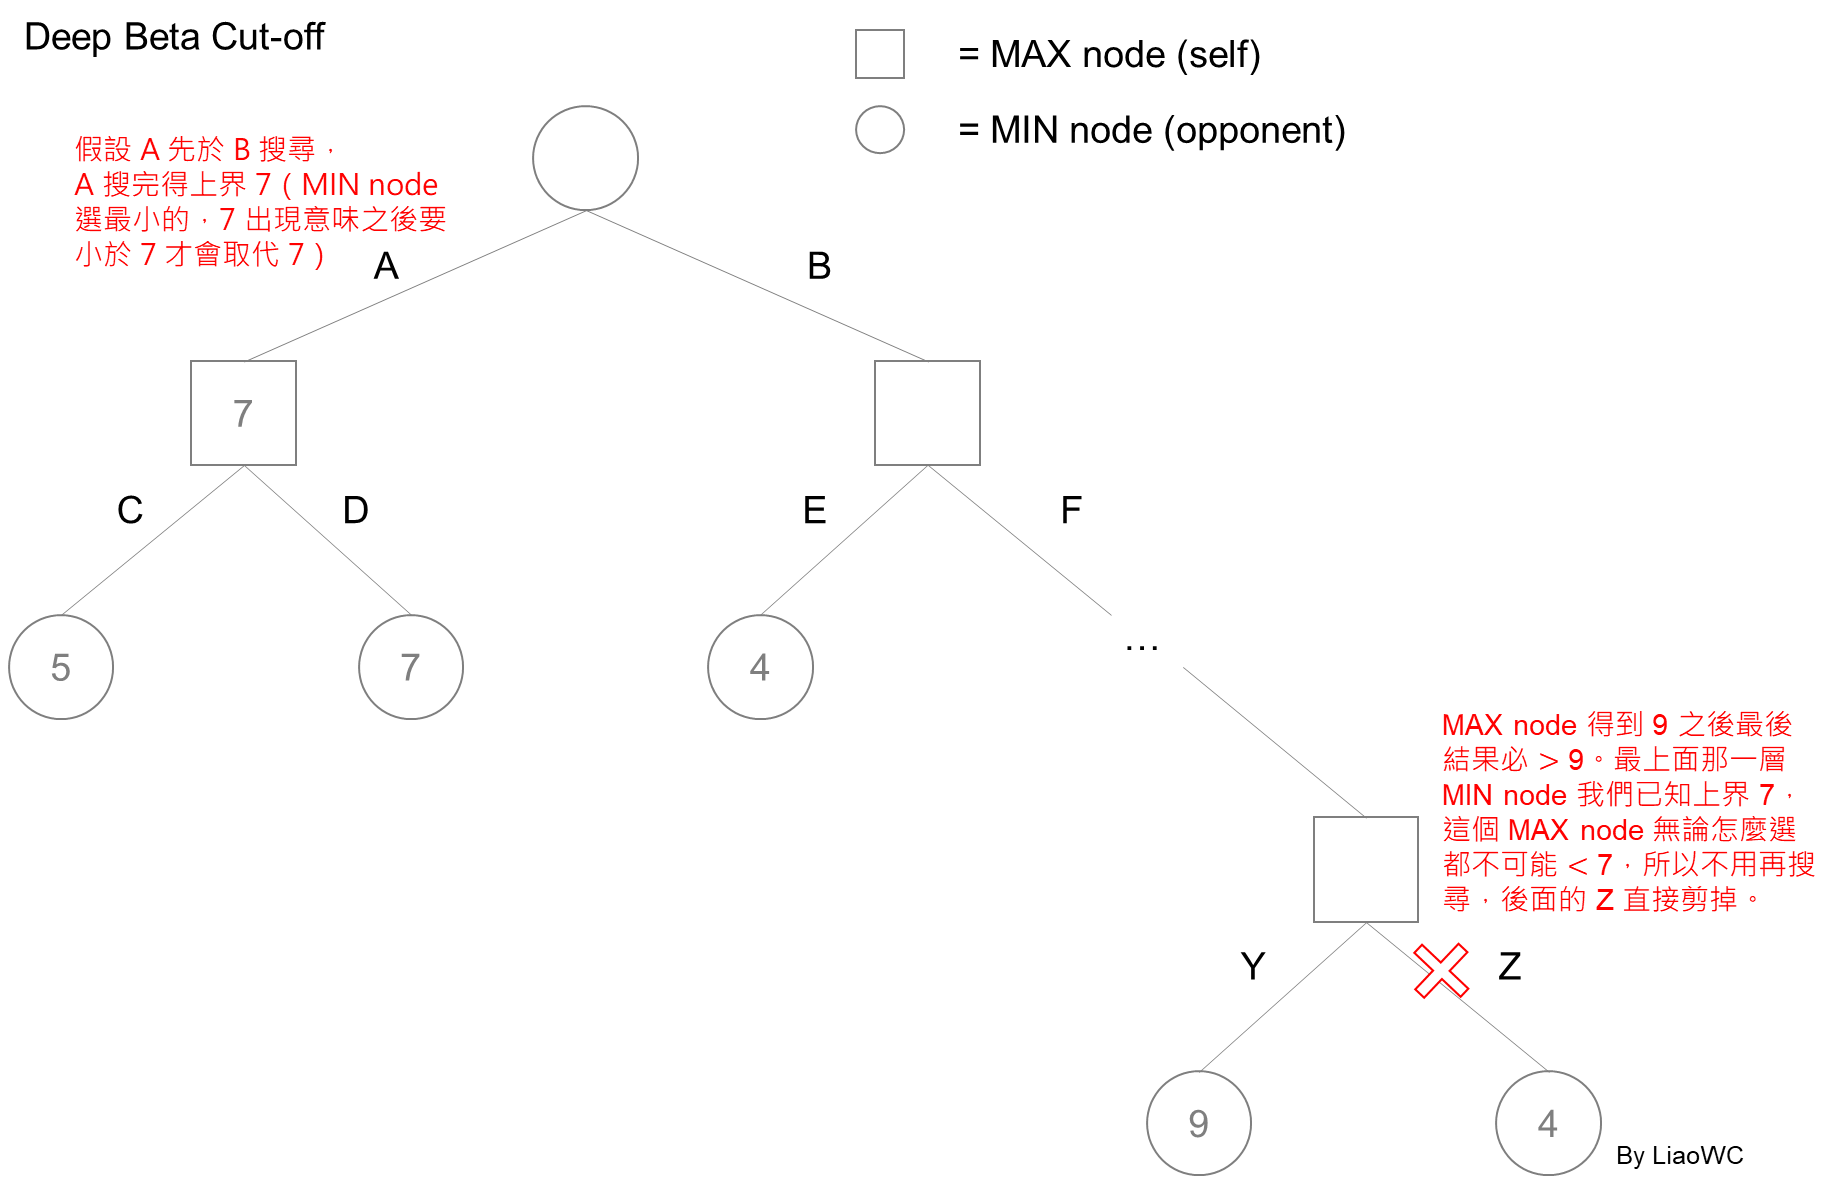 Deep Beta Cut-off
= MAX node (self)
= MIN node (opponent)
假設 A 先於 B 搜尋，
A 搜完得上界 7 ( MIN node
選最小的，7 出現意味之後要
小於 7 才會取代 7 )
A
B
7
C
D
E
F
5
7
4
...
MAX node 得到 9 之後最後
結果必 > 9。最上面那一層
MIN node 我們已知上界 7，
這個 MAX node 無論怎麼選
都不可能 < 7，所以不用再搜
尋，後面的 Z 直接剪掉。
Y
Z
9
4
By LiaoWC